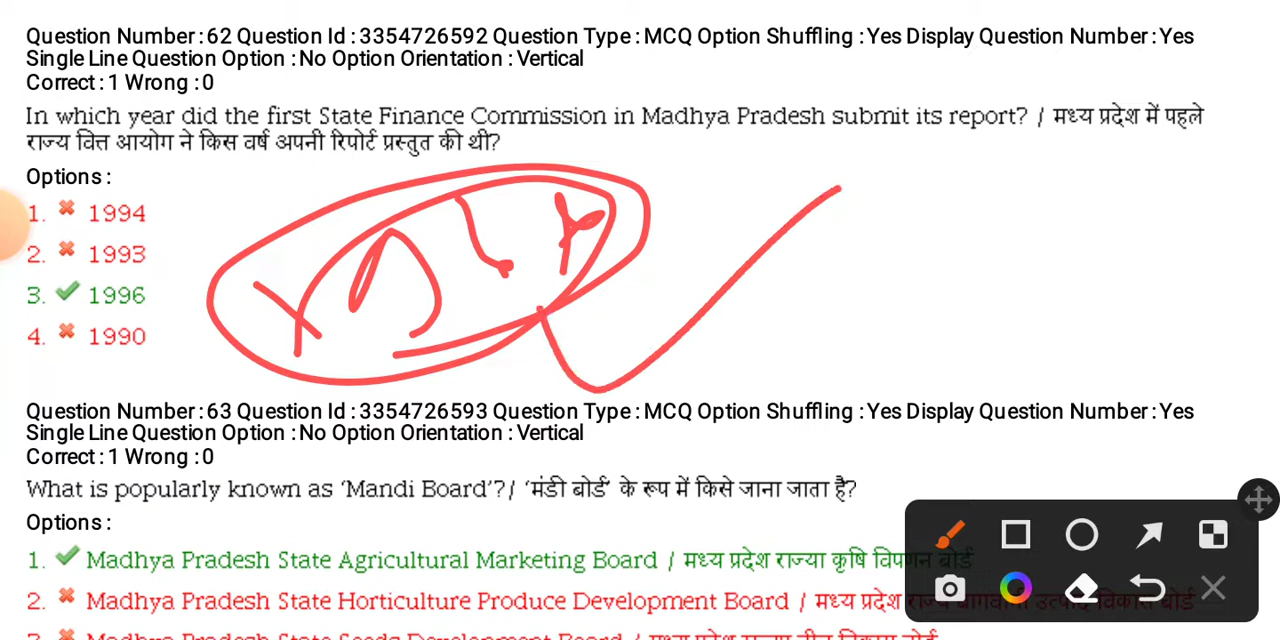 Question Number : 62 Question Id : 3354726592 Question Type : MCQ Option Shuffling : Yes Display Question Number : Yes
Single Line Question Option : No Option Orientation : Vertical
Correct : 1 Wrong : 0
In which year did the first State Finance Commission in Madhya Pradesh submit its report? / मध्य प्रदेश में पहले
राज्य वित्त आयोग ने किस वर्ष अपनी रिपोर्ट प्रस्तुत की थी?
Options :
1. 1994
2. 1993
3. 1996
4. 1990
Question Number : 63 Question Id : 3354726593 Question Type : MCQ Option Shuffling : Yes Display Question Number : Yes
Single Line Question Option : No Option Orientation : Vertical
Correct : 1 Wrong : 0
What is popularly known as ‘Mandi Board’?/ ‘मंडी बोर्ड’ के रूप में किसे जाना जाता है?
Options :
1. Madhya Pradesh State Agricultural Marketing Board / मध्य प्रदेश राज्या कृषि विपणन बोर्ड
2. Madhya Pradesh State Horticulture Produce Development Board / मध्य प्रदेश राज्य बागवानी उत्पाद विकास बोर्ड